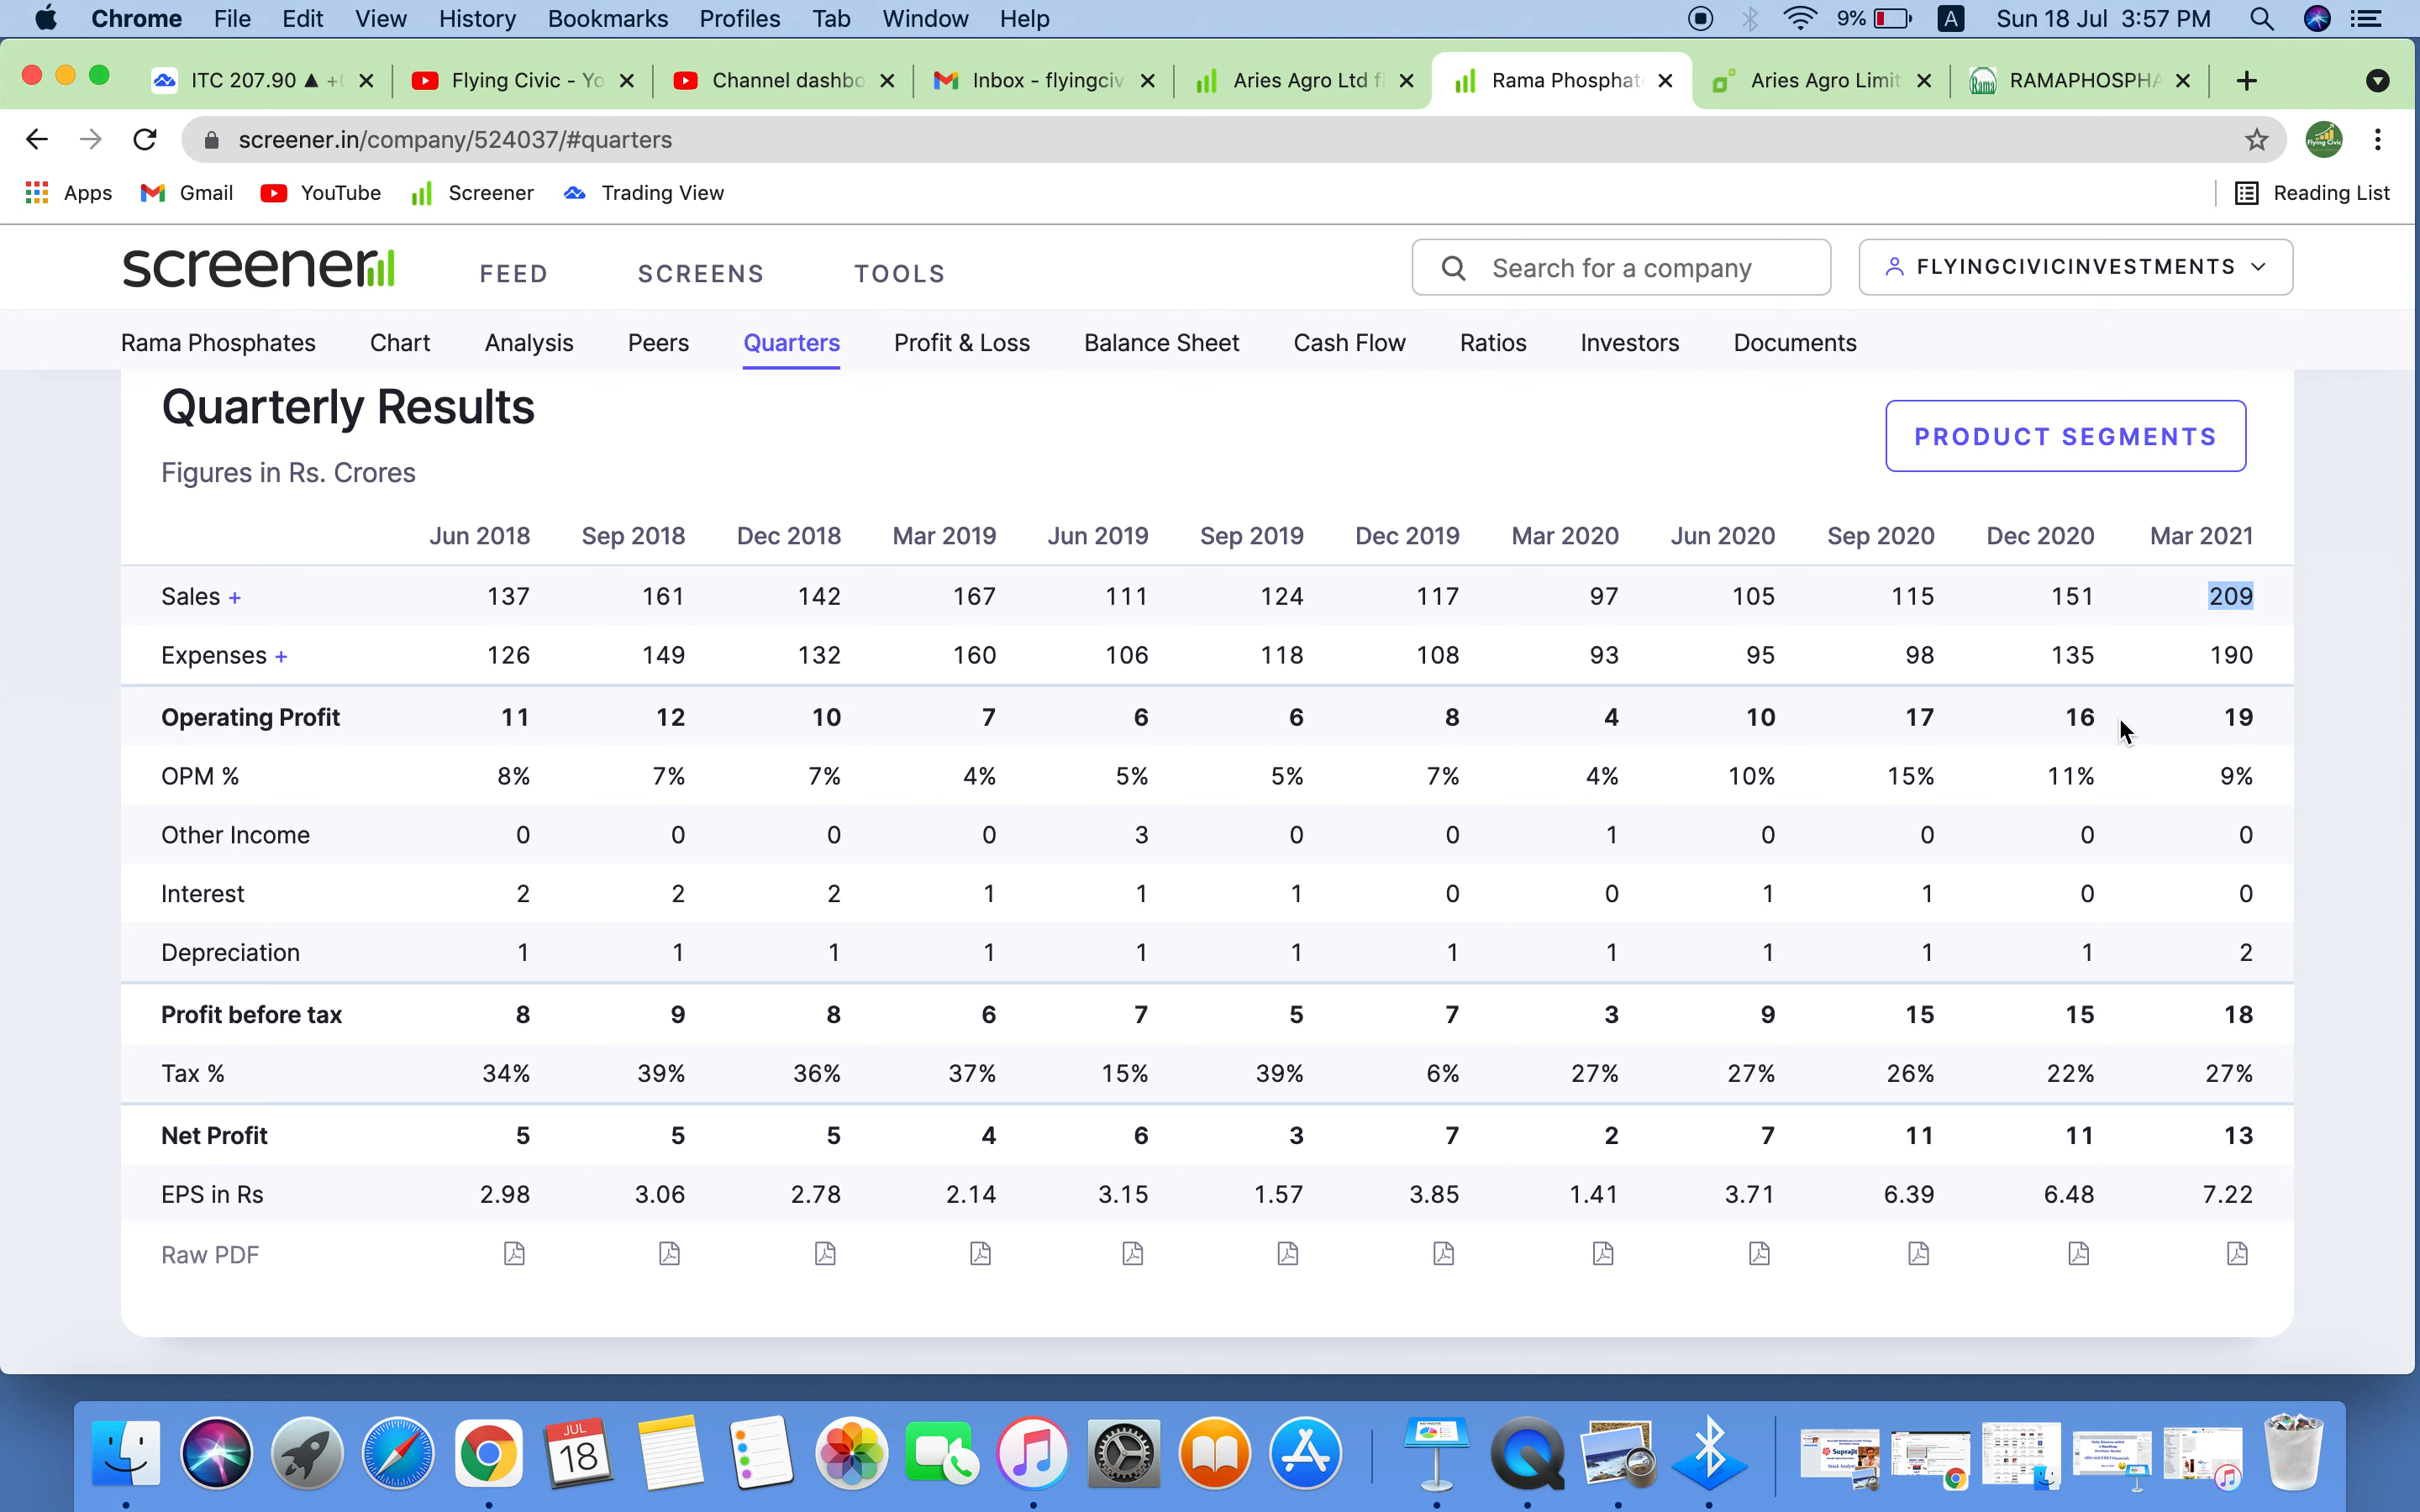 Chrome File Edit View History Bookmarks Profiles Tab Window Help 9% A Sun 18 Jul 3:57 PM
ITC 207.90 ▲ + Flying Civic - Yo Channel dashbo Inbox - flyingciv Aries Agro Ltd fi Rama Phosphat Aries Agro Limit RAMAPHOSPHA
screener.in/company/524037/#quarters
Apps Gmail YouTube Screener Trading View Reading List
screener FEED SCREENS TOOLS Search for a company FLYINGCIVICINVESTMENTS
Rama Phosphates Chart Analysis Peers Quarters Profit & Loss Balance Sheet Cash Flow Ratios Investors Documents
Quarterly Results
PRODUCT SEGMENTS
Figures in Rs. Crores
Jun 2018 Sep 2018 Dec 2018 Mar 2019 Jun 2019 Sep 2019 Dec 2019 Mar 2020 Jun 2020 Sep 2020 Dec 2020 Mar 2021
Sales + 137 161 142 167 111 124 117 97 105 115 151 209
Expenses + 126 149 132 160 106 118 108 93 95 98 135 190
Operating Profit 11 12 10 7 6 6 8 4 10 17 16 19
OPM % 8% 7% 7% 4% 5% 5% 7% 4% 10% 15% 11% 9%
Other Income 0 0 0 0 3 0 0 1 0 0 0 0
Interest 2 2 2 1 1 1 0 0 1 1 0 0
Depreciation 1 1 1 1 1 1 1 1 1 1 1 2
Profit before tax 8 9 8 6 7 5 7 3 9 15 15 18
Tax % 34% 39% 36% 37% 15% 39% 6% 27% 27% 26% 22% 27%
Net Profit 5 5 5 4 6 3 7 2 7 11 11 13
EPS in Rs 2.98 3.06 2.78 2.14 3.15 1.57 3.85 1.41 3.71 6.39 6.48 7.22
Raw PDF
JUL
18